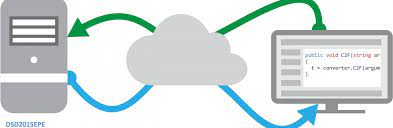 public void C2F(string ar
{
t = converter.C2F(argum
}
DSD2015EPE